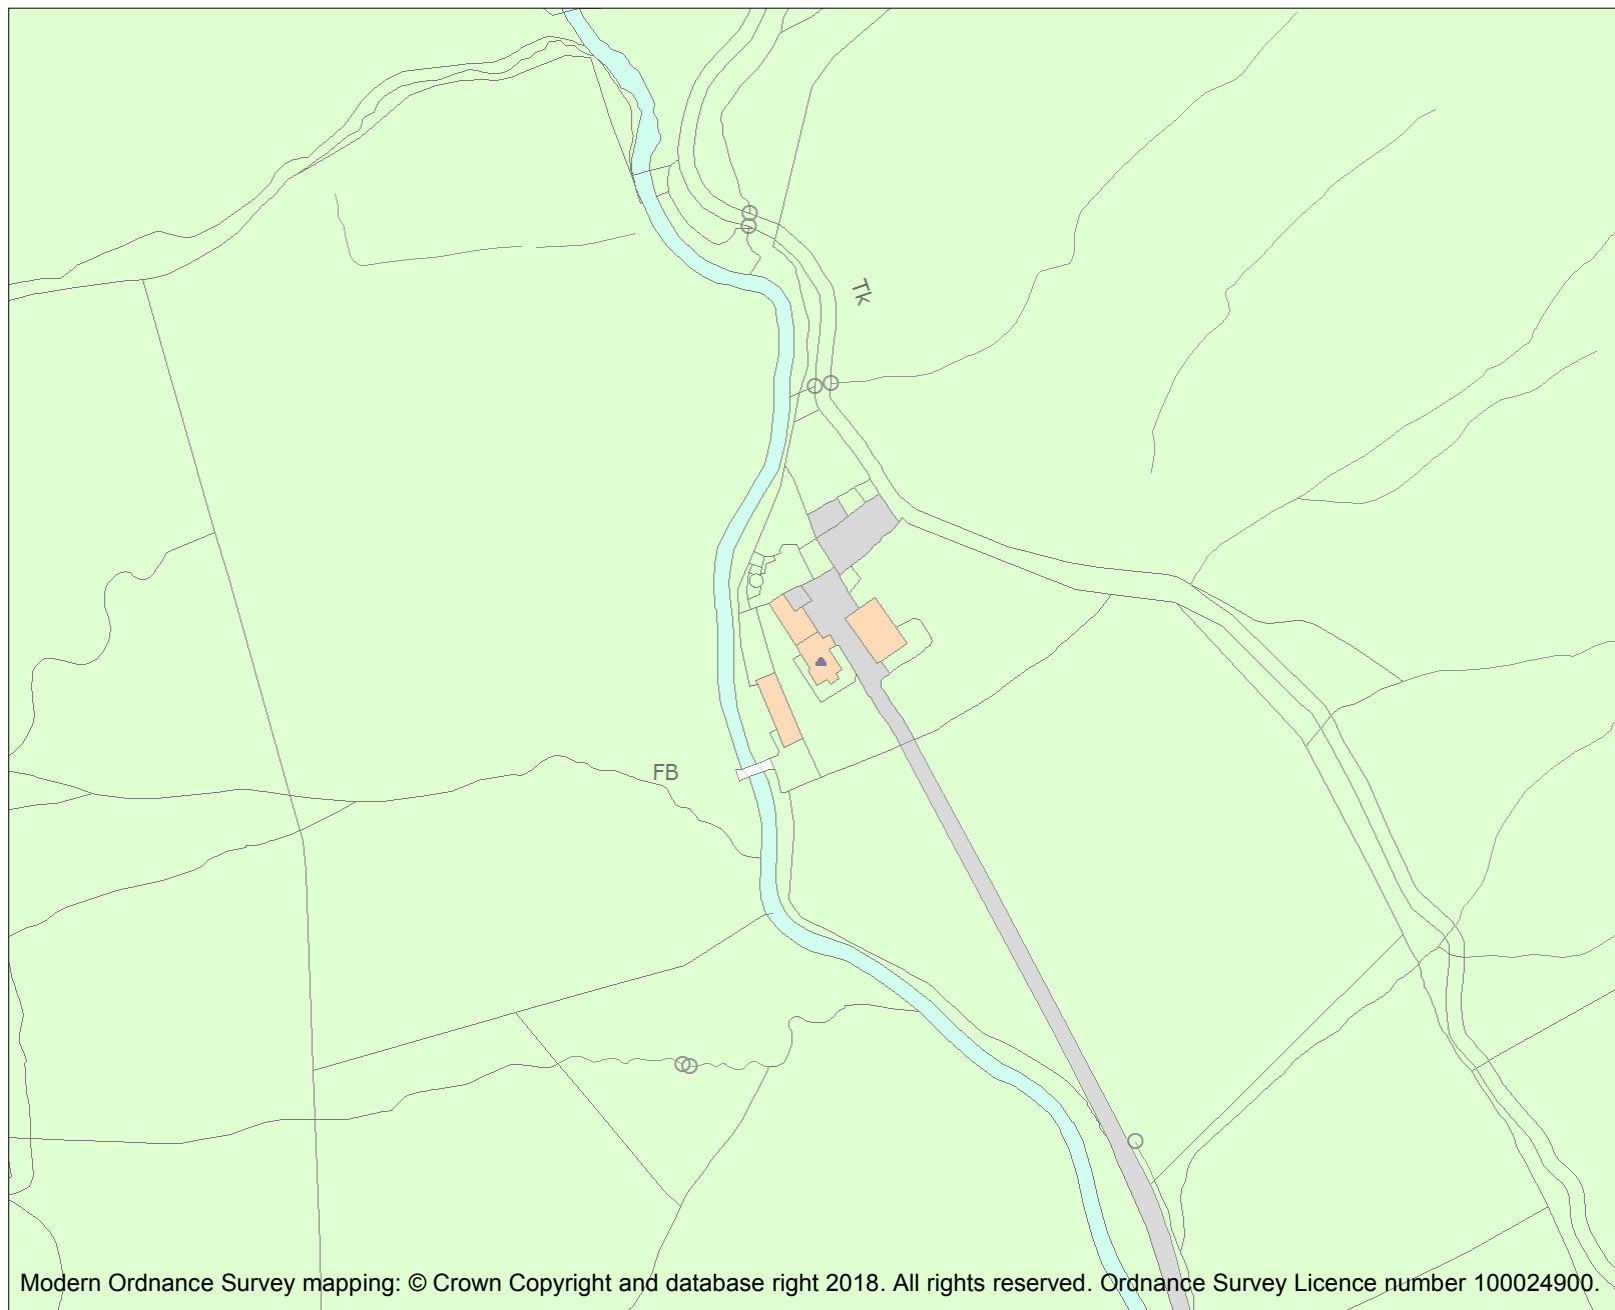 Tk
FB
Modern Ordnance Survey mapping: © Crown Copyright and database right 2018. All rights reserved. Ordnance Survey Licence number 100024900.